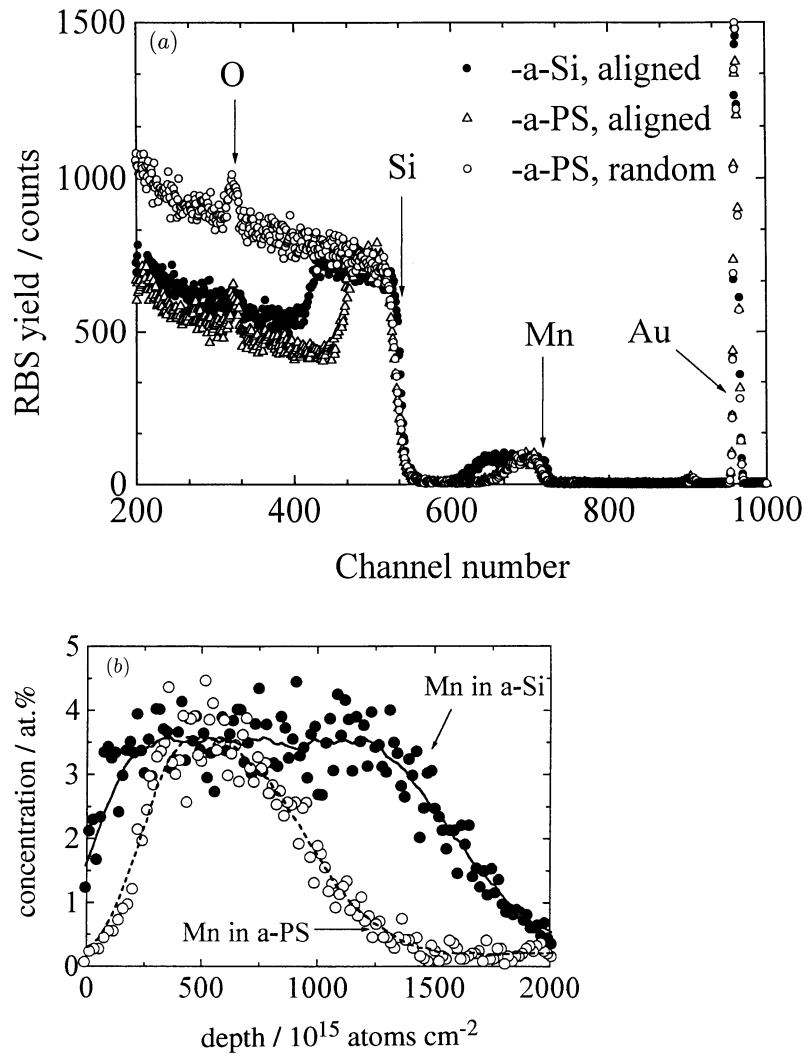 1500
(a)
O
-a-Si, aligned
-a-PS, aligned
1000
Si
-a-PS, random
RBS yield / counts
500
Mn
Au
0
200
400
600
800
1000
Channel number
5
(b)
Mn in a-Si
4
3
concentration / at.%
2
1
Mn in a-PS
0
0
500
1000
1500
2000
depth / 10¹⁵ atoms cm⁻²